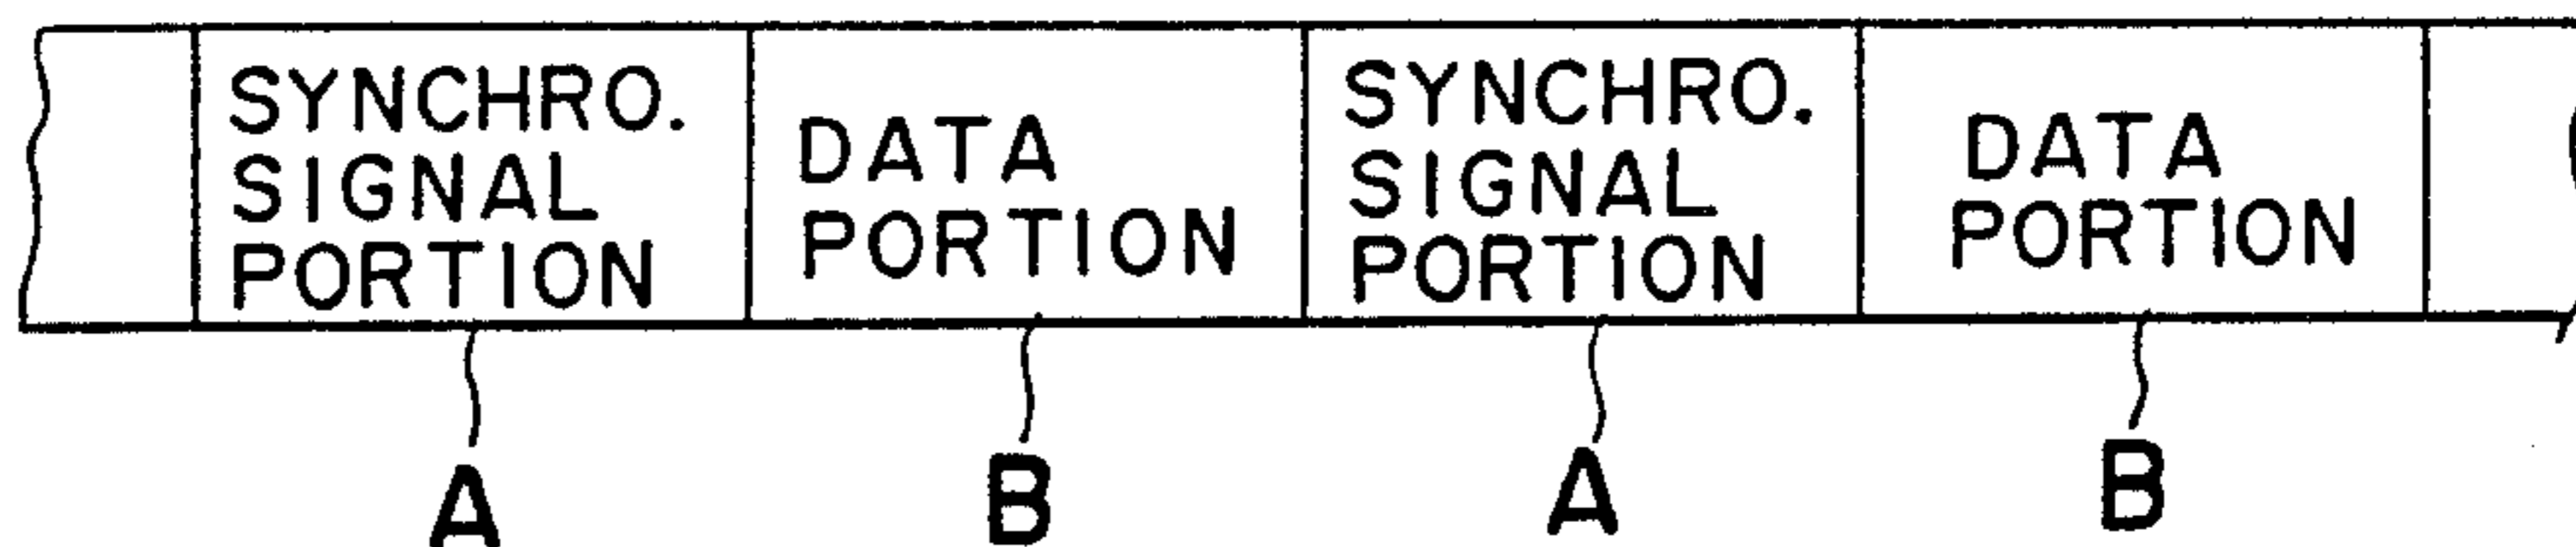 SYNCHRO.
SIGNAL
PORTION
DATA
PORTION
SYNCHRO.
SIGNAL
PORTION
DATA
PORTION
A
B
A
B